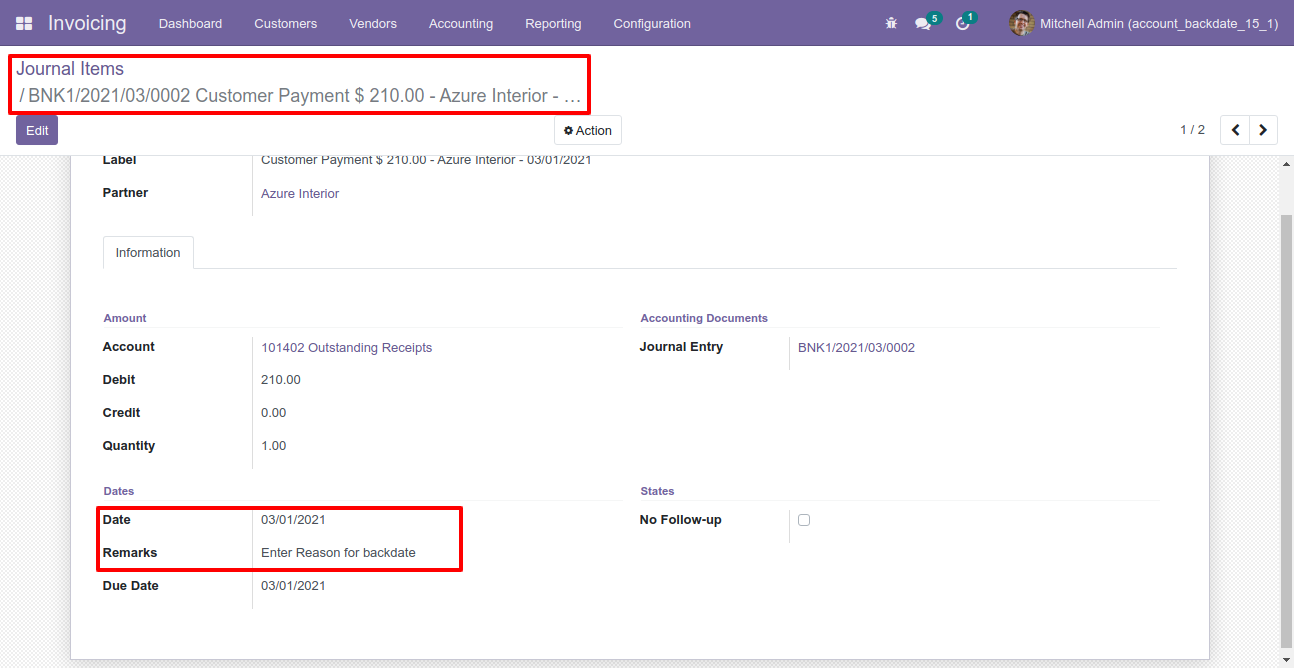 Invoicing Dashboard Customers Vendors Accounting Reporting Configuration 5 1 Mitchell Admin (account_backdate_15_1)
Journal Items
/ BNK1/2021/03/0002 Customer Payment $ 210.00 - Azure Interior - …
Edit Action 1 / 2
Label Customer Payment $ 210.00 - Azure Interior - 03/01/2021
Partner Azure Interior
Information
Amount Accounting Documents
Account 101402 Outstanding Receipts Journal Entry BNK1/2021/03/0002
Debit 210.00
Credit 0.00
Quantity 1.00
Dates States
Date 03/01/2021 No Follow-up
Remarks Enter Reason for backdate
Due Date 03/01/2021